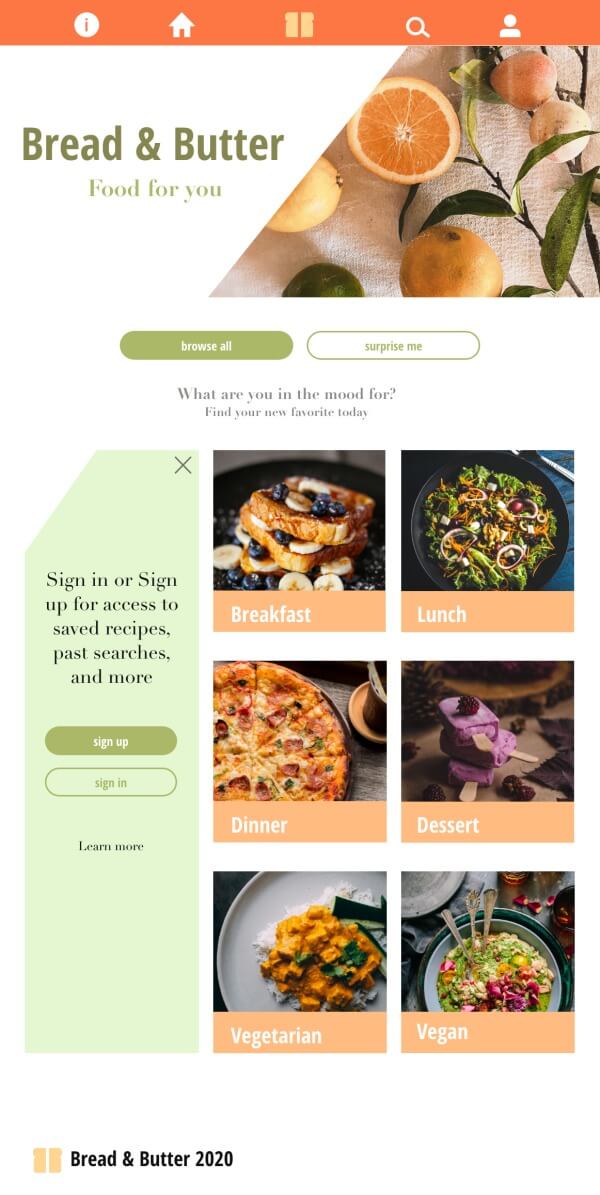 Bread & Butter
Food for you
browse all
surprise me
What are you in the mood for?
Find your new favorite today
Sign in or Sign
up for access to
saved recipes,
past searches,
and more
sign up
sign in
Learn more
Breakfast
Lunch
Dinner
Dessert
Vegetarian
Vegan
Bread & Butter 2020